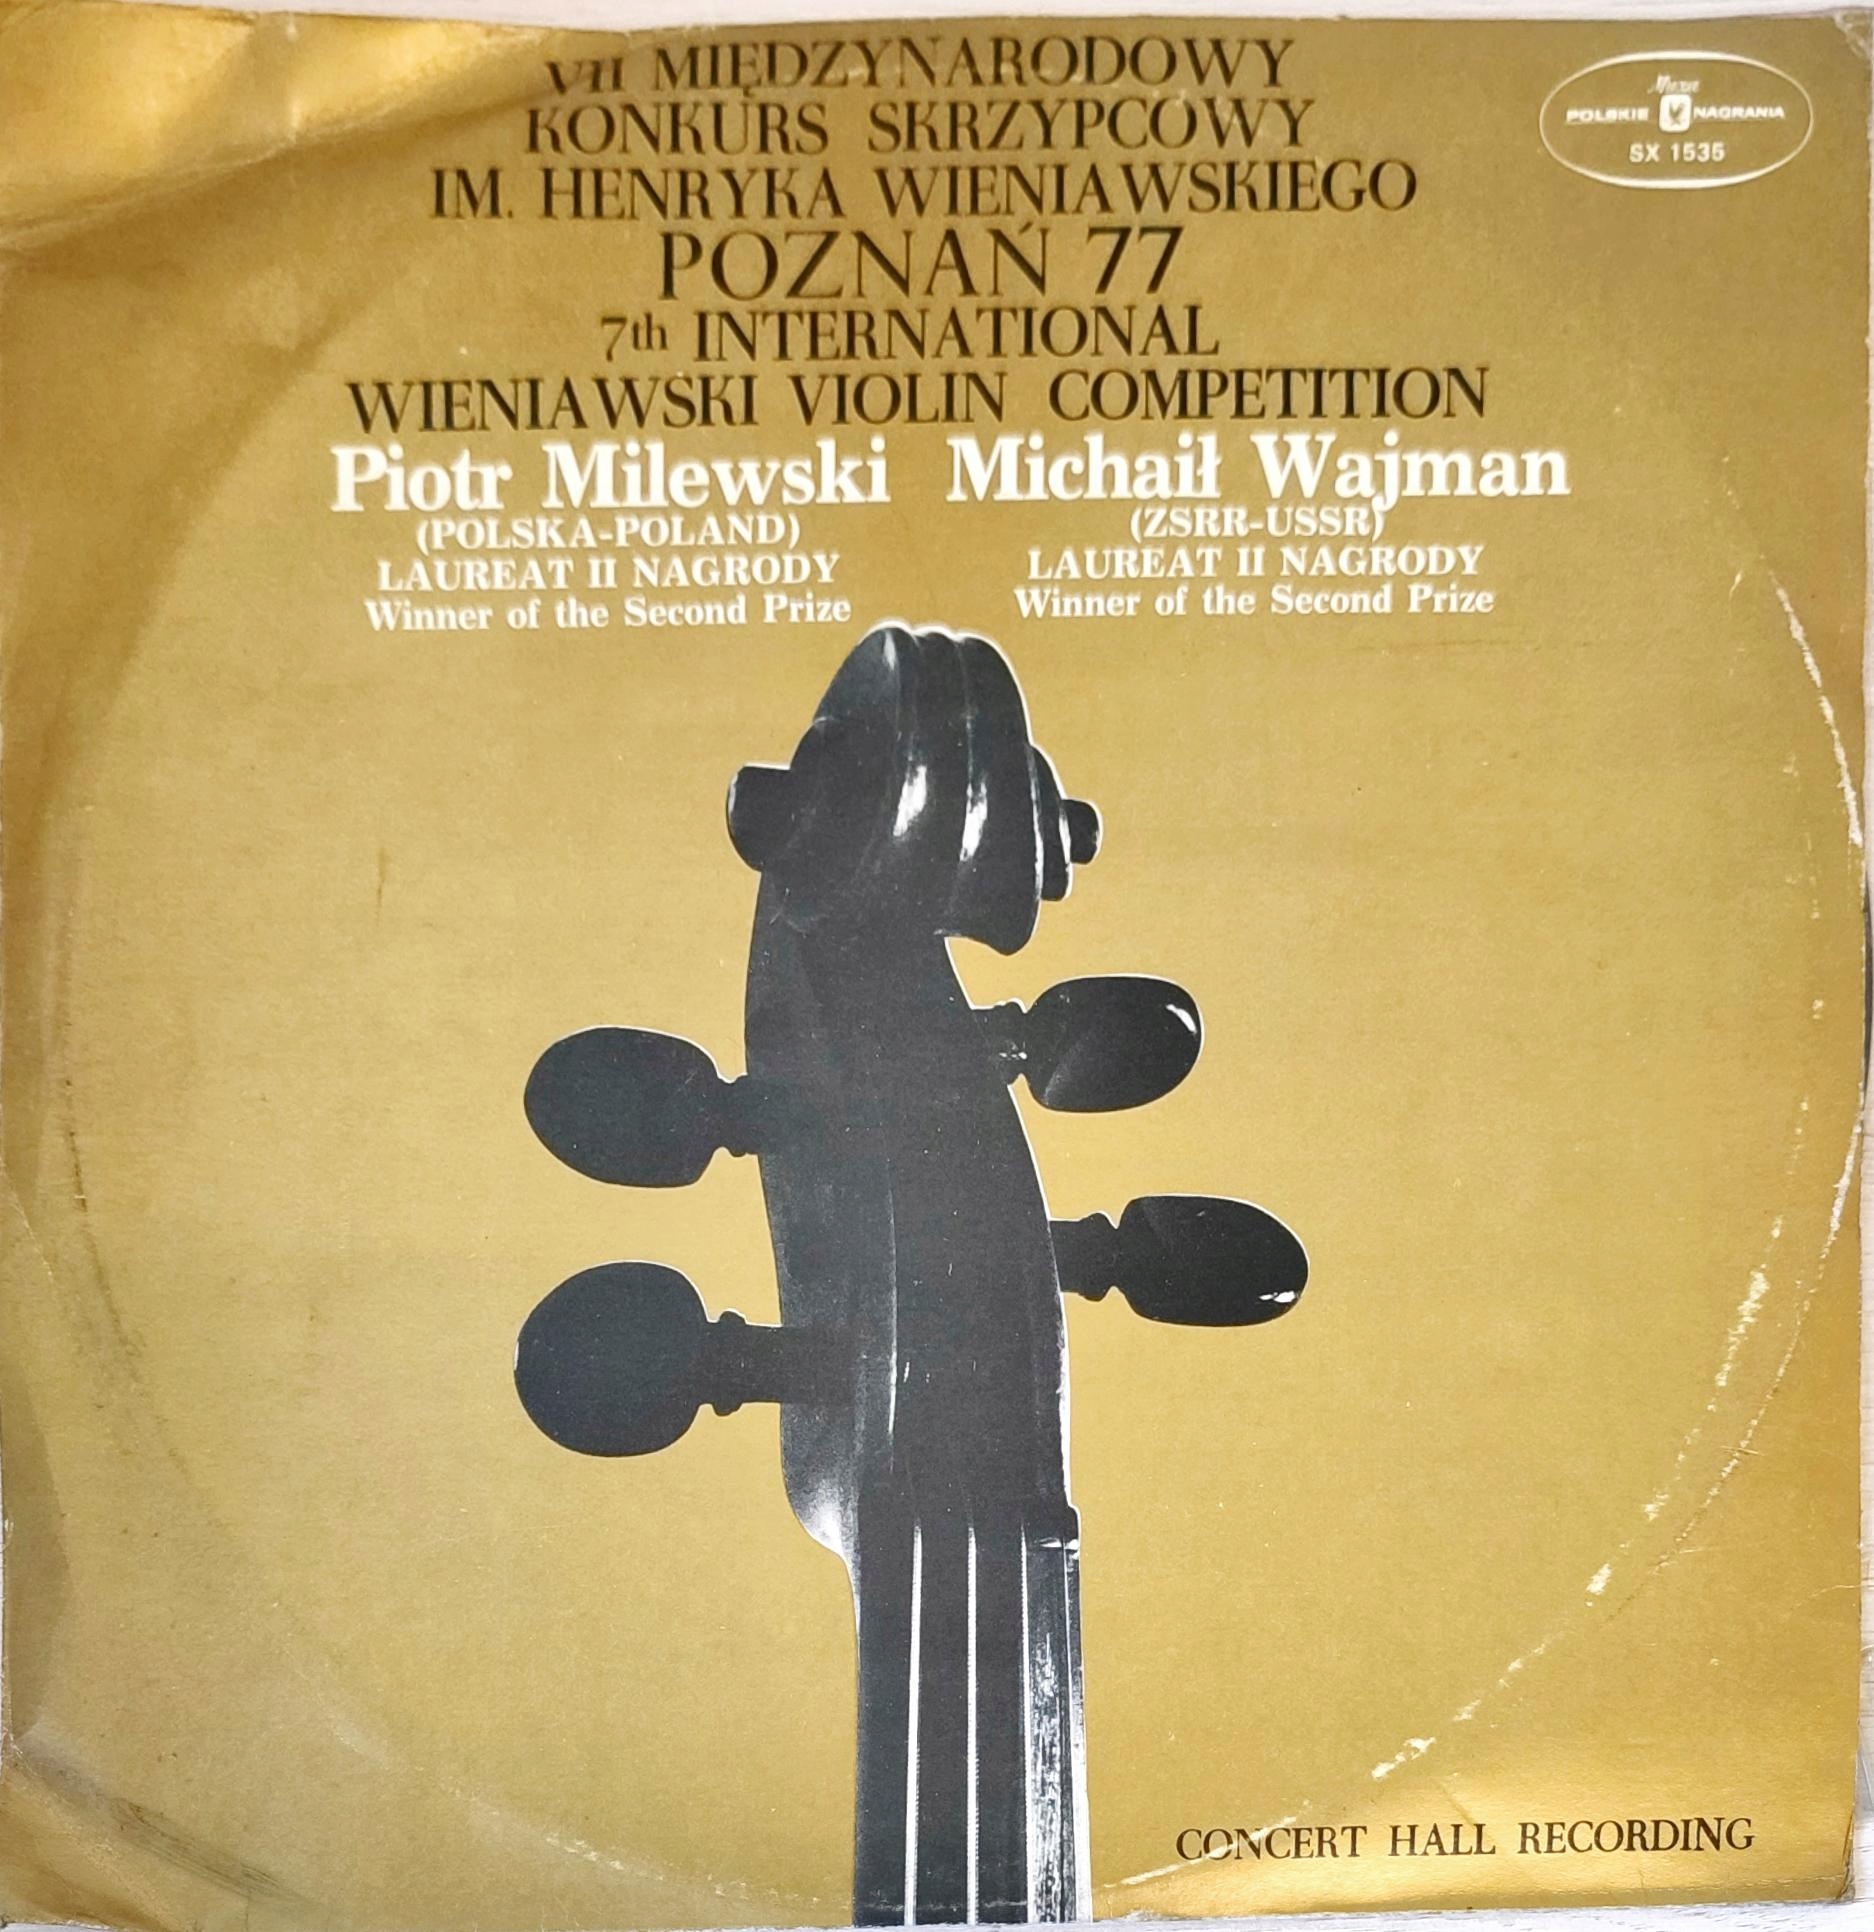 VII MIĘDZYNARODOWY
KONKURS SKRZYPCOWY
IM. HENRYKA WIENIAWSKIEGO
POZNAŃ 77
7th INTERNATIONAL
WIENIAWSKI VIOLIN COMPETITION
Muza
POLSKIE NAGRANIA
SX 1535
Piotr Milewski
(POLSKA-POLAND)
LAUREAT II NAGRODY
Winner of the Second Prize
Michaił Wajman
(ZSRR-USSR)
LAUREAT II NAGRODY
Winner of the Second Prize
CONCERT HALL RECORDING